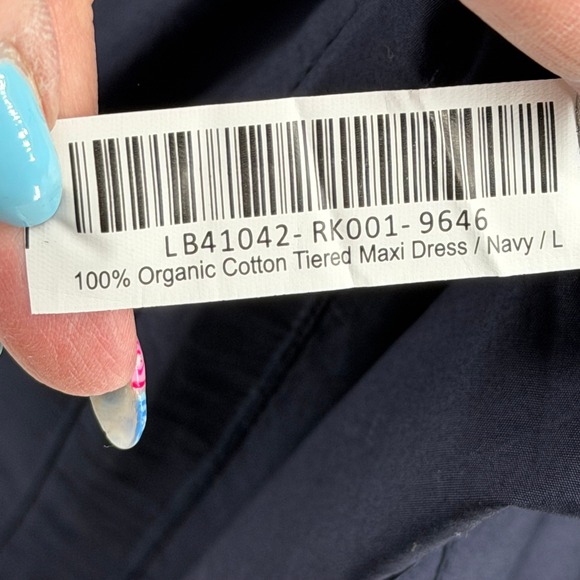 LB41042-RK001-9646
100% Organic Cotton Tiered Maxi Dress / Navy / L